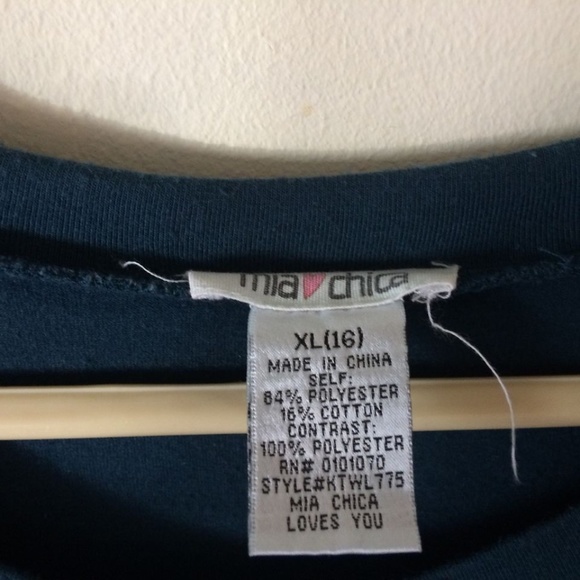 mia chica
XL(16)
MADE IN CHINA
SELF:
84% POLYESTER
16% COTTON
CONTRAST:
100% POLYESTER
RN# 0101070
STYLE#KTWL775
MIA CHICA
LOVES YOU